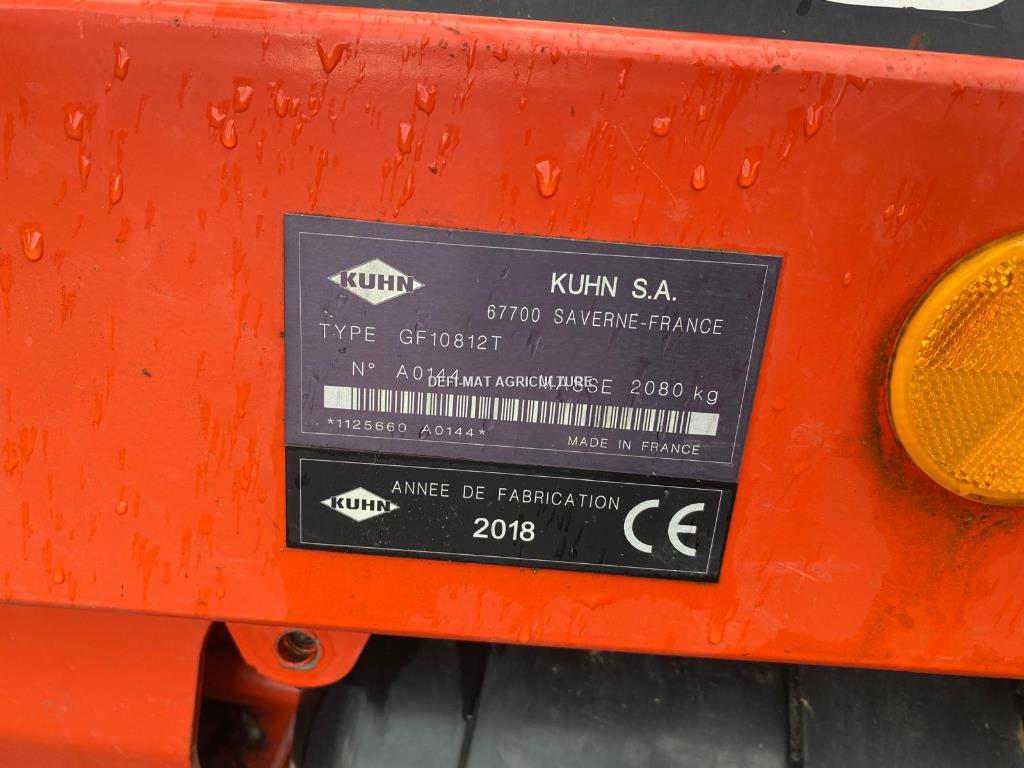 KUHN
KUHN S.A.
67700 SAVERNE-FRANCE
TYPE GF10812T
N° A0144 MASSE 2080 kg
DEFI-MAT AGRICULTURE
*1125660 A0144*
MADE IN FRANCE
KUHN
ANNEE DE FABRICATION
2018
CE